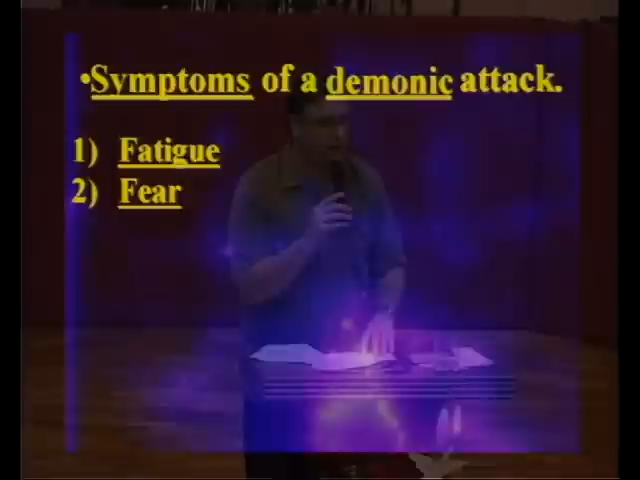 •Symptoms of a demonic attack.
1) Fatigue
2) Fear